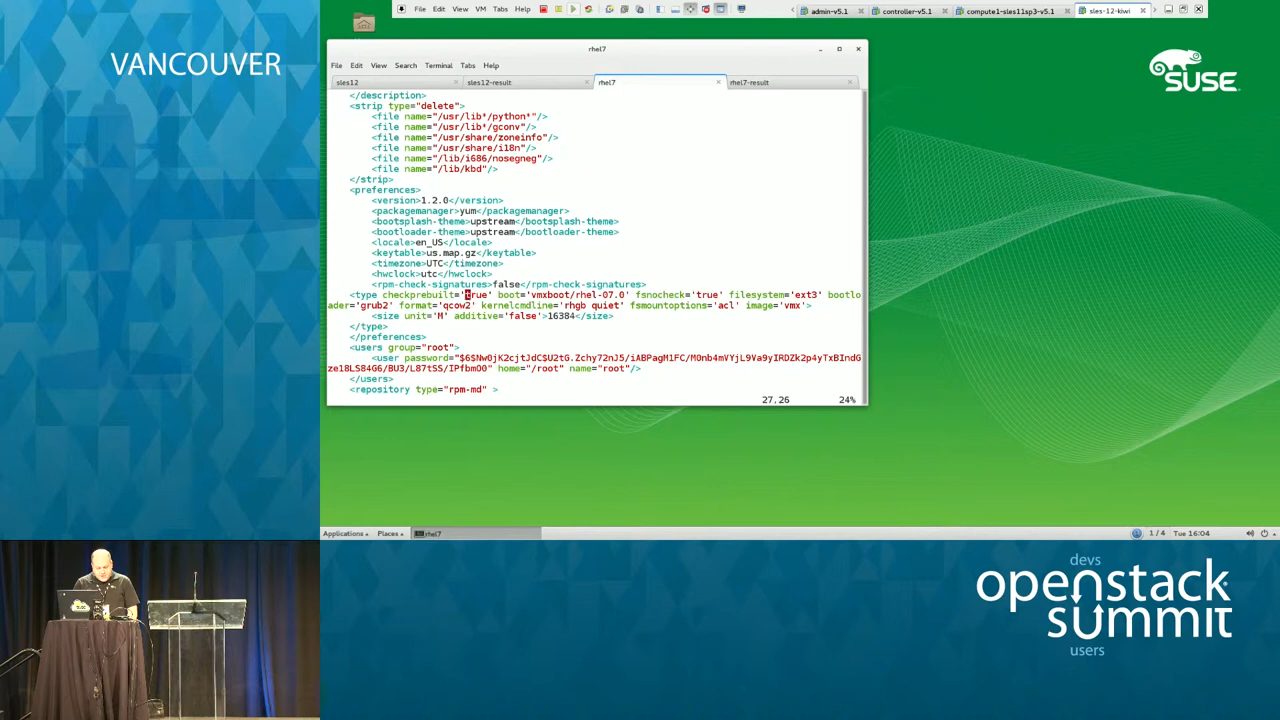 VANCOUVER
File Edit View VM Tabs Help
admin-v5.1 controller-v5.1 compute1-sles11sp3-v5.1 sles-12-kiwi
SUSE
rhel7
File Edit View Search Terminal Tabs Help
sles12 sles12-result rhel7 rhel7-result
</description>
<strip type="delete">
<file name="/usr/lib*/python*"/>
<file name="/usr/lib*/gconv"/>
<file name="/usr/share/zoneinfo"/>
<file name="/usr/share/i18n"/>
<file name="/lib/i686/nosegneg"/>
<file name="/lib/kbd"/>
</strip>
<preferences>
<version>1.2.0</version>
<packagemanager>yum</packagemanager>
<bootsplash-theme>upstream</bootsplash-theme>
<bootloader-theme>upstream</bootloader-theme>
<locale>en_US</locale>
<keytable>us.map.gz</keytable>
<timezone>UTC</timezone>
<hwclock>utc</hwclock>
<rpm-check-signatures>false</rpm-check-signatures>
<type checkprebuilt='true' boot='vmxboot/rhel-07.0' fsnocheck='true' filesystem='ext3' bootlo
ader='grub2' format='qcow2' kernelcmdline='rhgb quiet' fsmountoptions='acl' image='vmx'>
<size unit='M' additive='false'>16384</size>
</type>
</preferences>
<users group="root">
<user password=
home="/root" name="root"/>
</users>
<repository type="rpm-md" >
27,26 24%
Applications Places rhel7 1 / 4 Tue 16:04
devs
openstack
summit
users